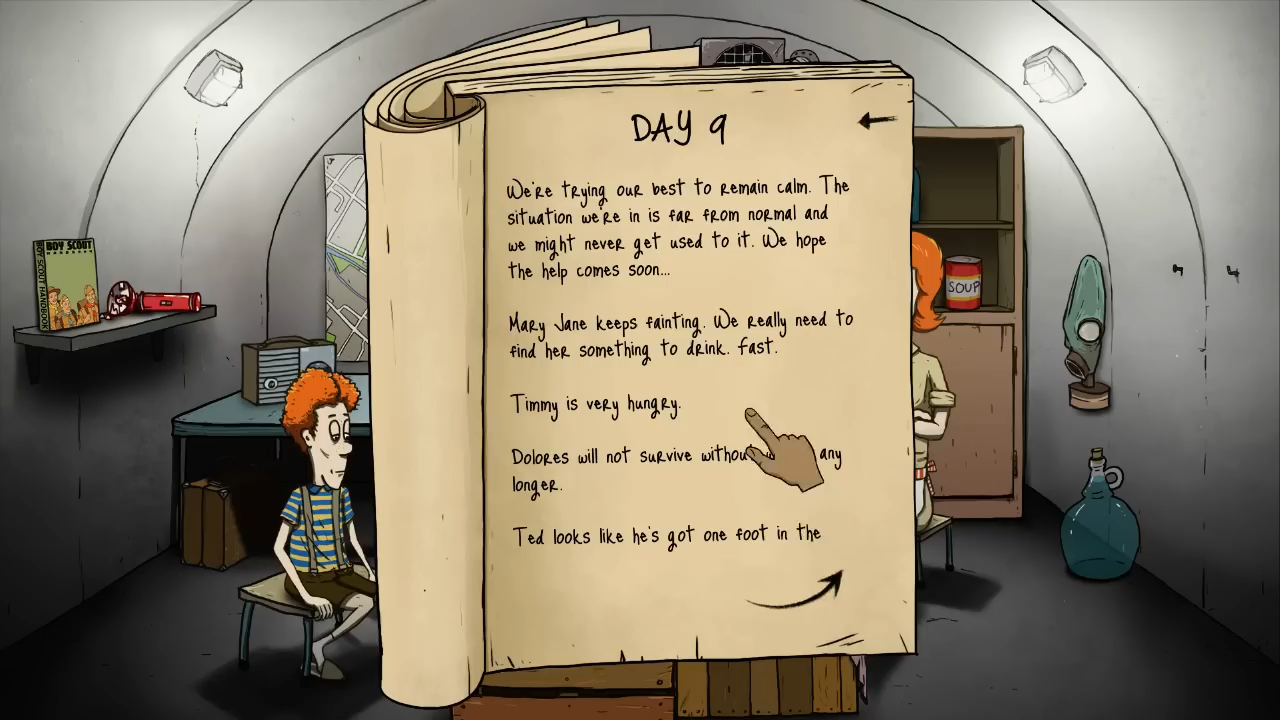 DAY 9
We're trying our best to remain calm. The
situation we're in is far from normal and
we might never get used to it. We hope
the help comes soon...
Mary Jane keeps fainting. We really need to
find her something to drink. Fast.
Timmy is very hungry.
Dolores will not survive any
longer.
Ted looks like he's got one foot in the
BOY SCOUT
BOY SCOUT HANDBOOK
SOUP